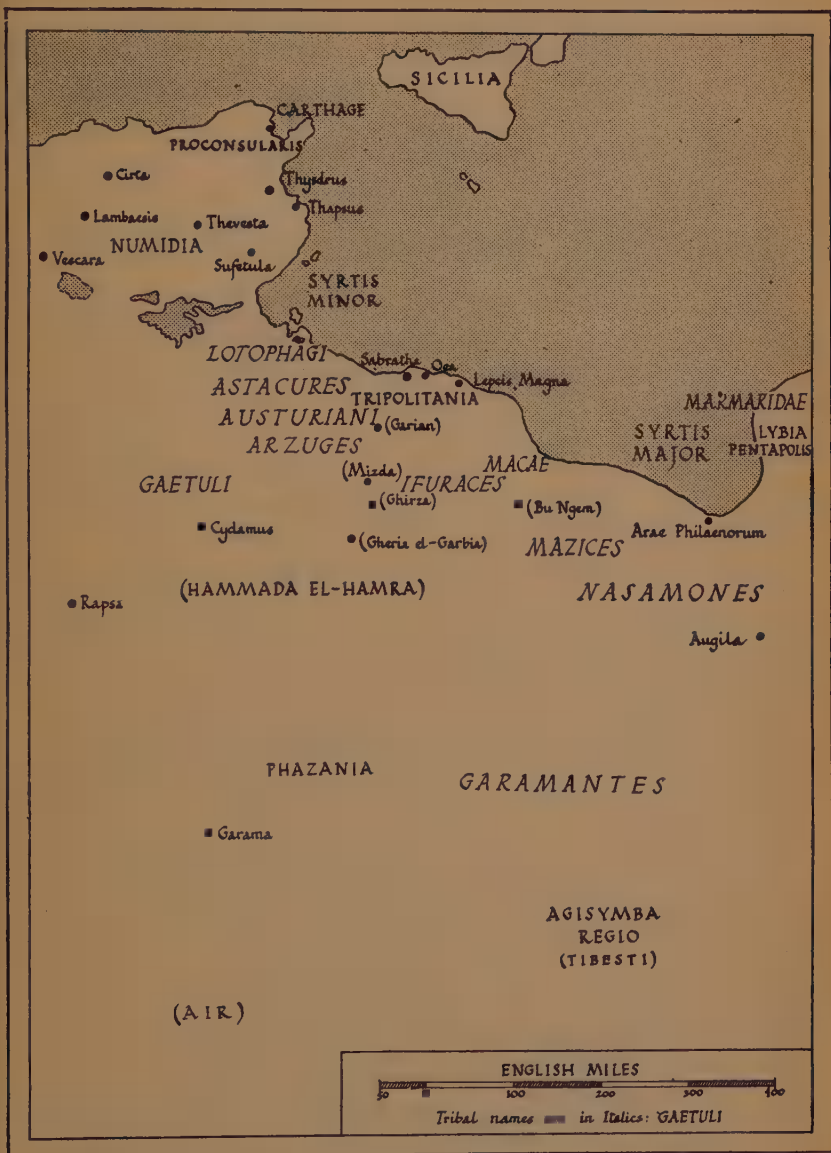 SICILIA
CARTHAGE
PROCONSULARIS
Cirta
Thysdrus
Thapsus
Lambaesis
Thevesta
NUMIDIA
Vescara
Sufetula
SYRTIS
MINOR
LOTOPHAGI
Sabratha
Oea
Lepcis Magna
ASTACURES
TRIPOLITANIA
MARMARIDAE
AUSTURIANI
(Garian)
SYRTIS
MAJOR
LYBIA
PENTAPOLIS
ARZUGES
MACAE
(Mizda)
GAETULI
IFURACES
(Ghirza)
(Bu Ngem)
Cydamus
Arae Philaenorum
(Gheria el-Garbia)
MAZICES
(HAMMADA EL-HAMRA)
NASAMONES
Rapsa
Augila
PHAZANIA
GARAMANTES
Garama
AGISYMBA
REGIO
(TIBESTI)
(AIR)
ENGLISH MILES
50 100 200 300 400
Tribal names in Italics: GAETULI